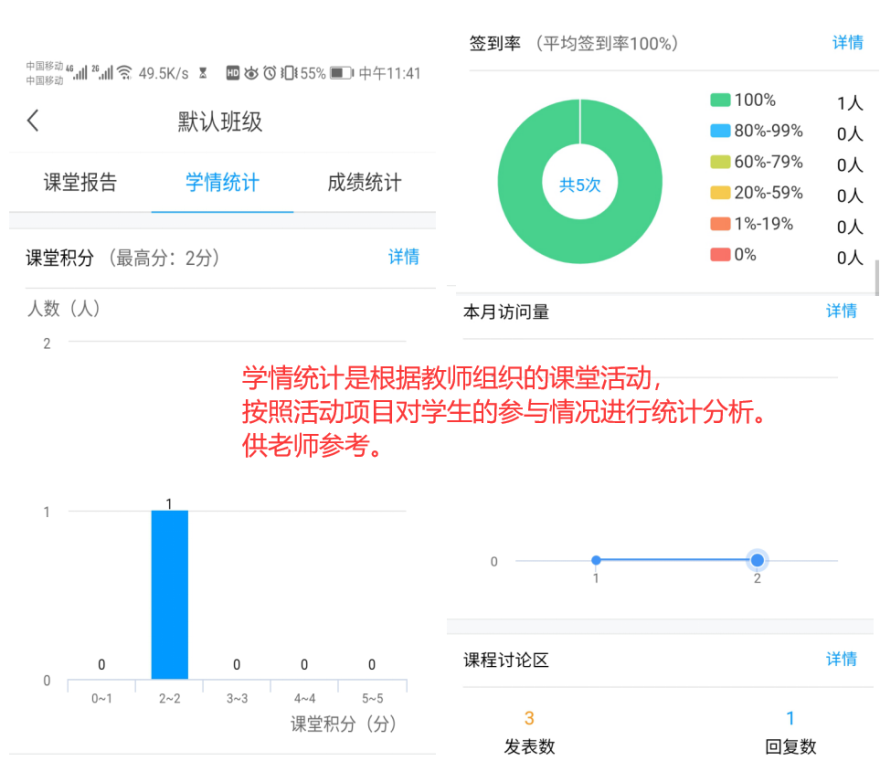 中国移动 4G 2G 49.5K/s HD 55% 中午11:41
中国移动
默认班级
课堂报告 学情统计 成绩统计
课堂积分 （最高分：2分） 详情
人数（人）
2
1
1
0 0 0 0
0
0~1 2~2 3~3 4~4 5~5
课堂积分（分）
签到率 （平均签到率100%） 详情
共5次
100% 1人
80%-99% 0人
60%-79% 0人
20%-59% 0人
1%-19% 0人
0% 0人
本月访问量 详情
学情统计是根据教师组织的课堂活动，
按照活动项目对学生的参与情况进行统计分析。
供老师参考。
0
1 2
课程讨论区 详情
3 1
发表数 回复数